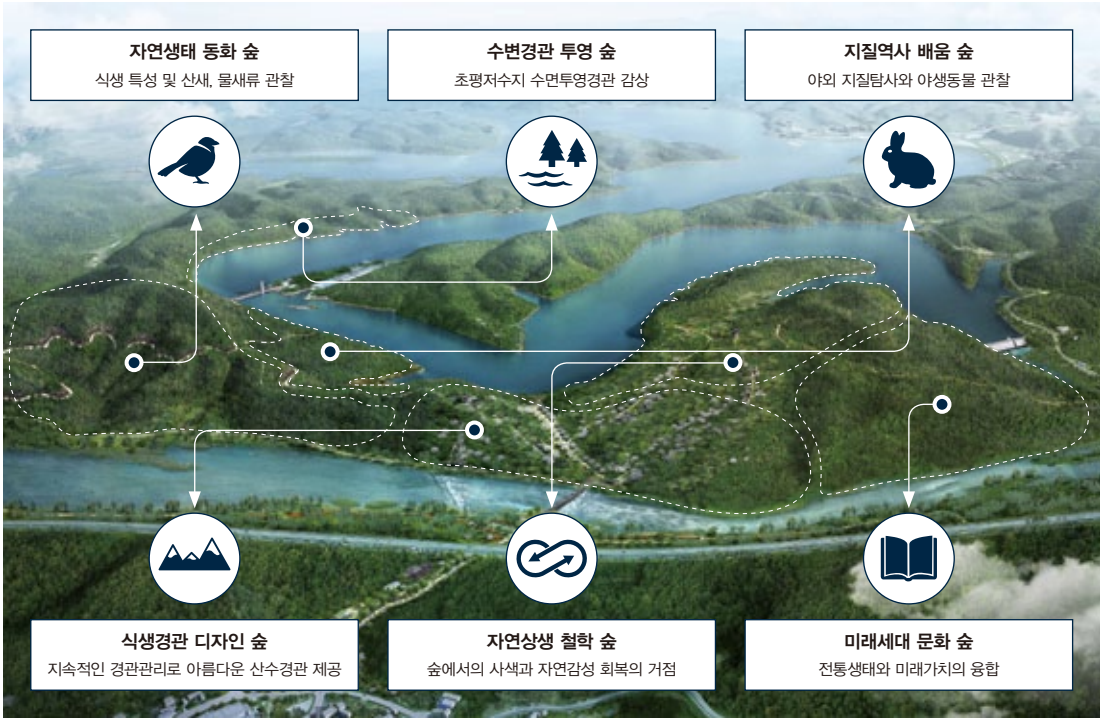 자연생태 동화 숲
식생 특성 및 산새, 물새류 관찰
수변경관 투영 숲
초평저수지 수면투영경관 감상
지질역사 배움 숲
야외 지질탐사와 야생동물 관찰
식생경관 디자인 숲
지속적인 경관관리로 아름다운 산수경관 제공
자연상생 철학 숲
숲에서의 사색과 자연감성 회복의 거점
미래세대 문화 숲
전통생태와 미래가치의 융합